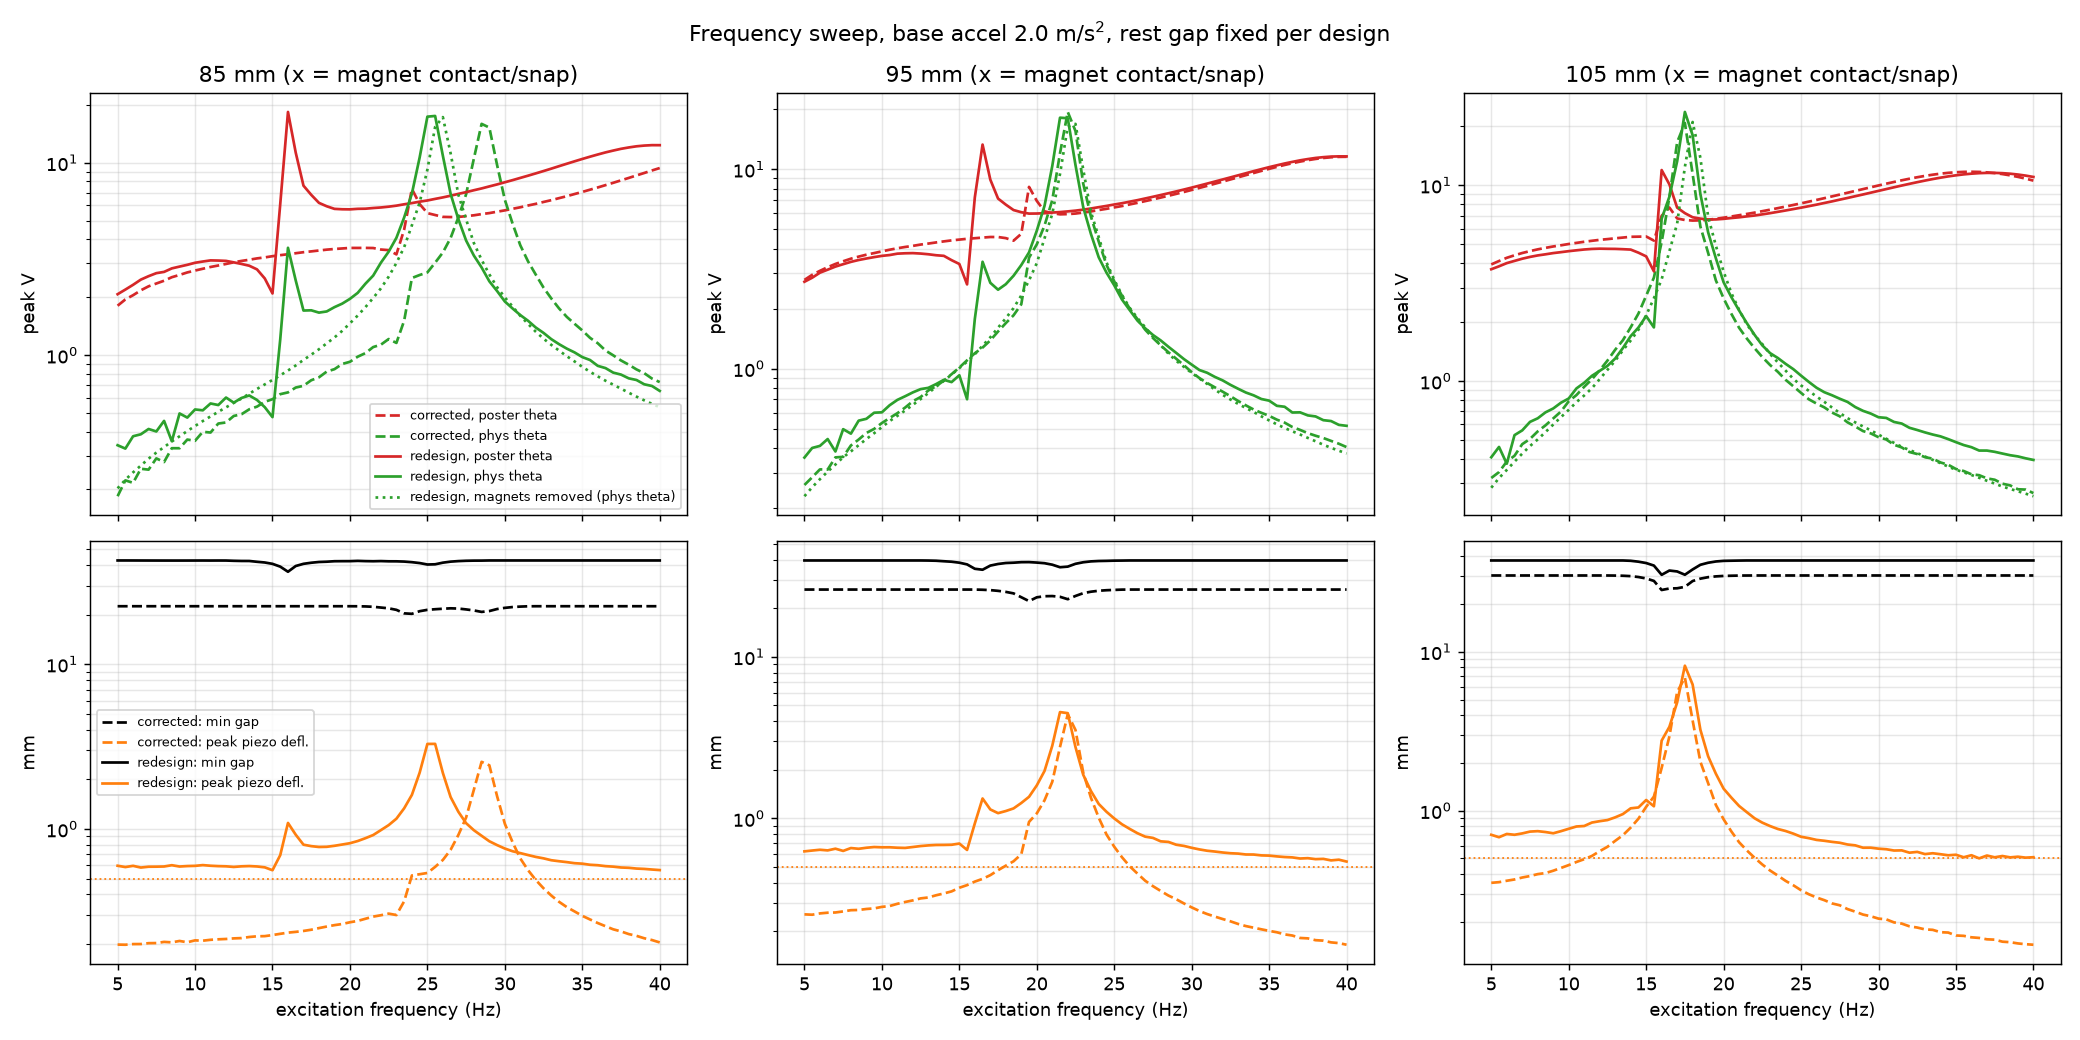 Frequency sweep, base accel 2.0 m/s², rest gap fixed per design
85 mm (x = magnet contact/snap)
95 mm (x = magnet contact/snap)
105 mm (x = magnet contact/snap)
peak V
10¹
10⁰
corrected, poster theta
corrected, phys theta
redesign, poster theta
redesign, phys theta
redesign, magnets removed (phys theta)
peak V
10¹
10⁰
peak V
10¹
10⁰
mm
10¹
10⁰
corrected: min gap
corrected: peak piezo defl.
redesign: min gap
redesign: peak piezo defl.
5 10 15 20 25 30 35 40
excitation frequency (Hz)
mm
10¹
10⁰
5 10 15 20 25 30 35 40
excitation frequency (Hz)
mm
10¹
10⁰
5 10 15 20 25 30 35 40
excitation frequency (Hz)